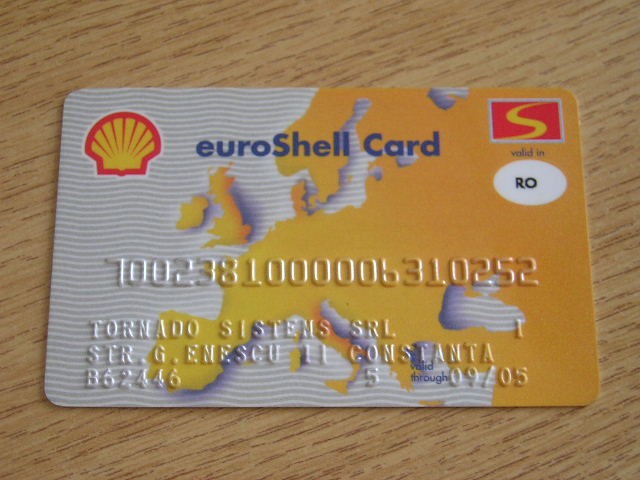 euroShell Card
S
valid in
RO
7002381000006310252
TORNADO SISTEMS SRL 1
STR.G.ENESCU 11 CONSTANTA
B62446 5 valid through 09/05